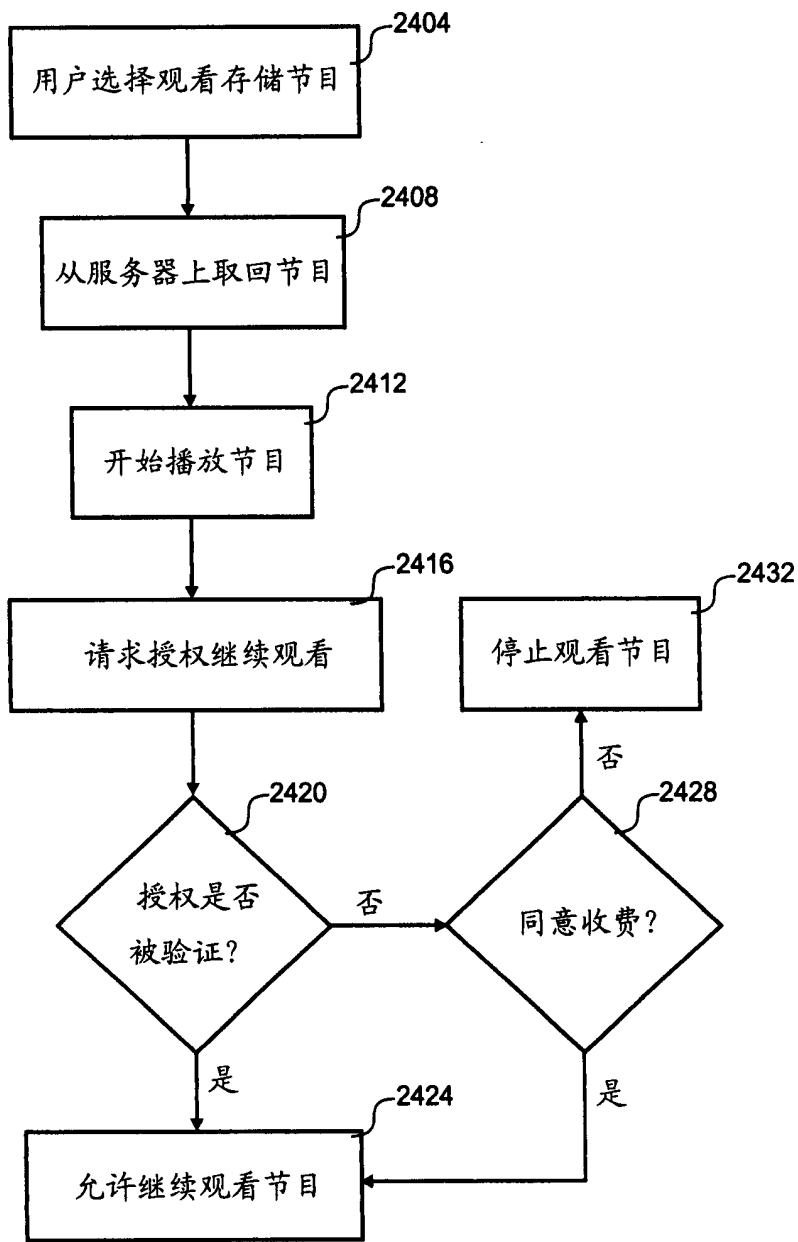 2404
用户选择观看存储节目
2408
从服务器上取回节目
2412
开始播放节目
2416
请求授权继续观看
2432
停止观看节目
否
2420
授权是否
被验证?
否
2428
同意收费?
是
是
2424
允许继续观看节目